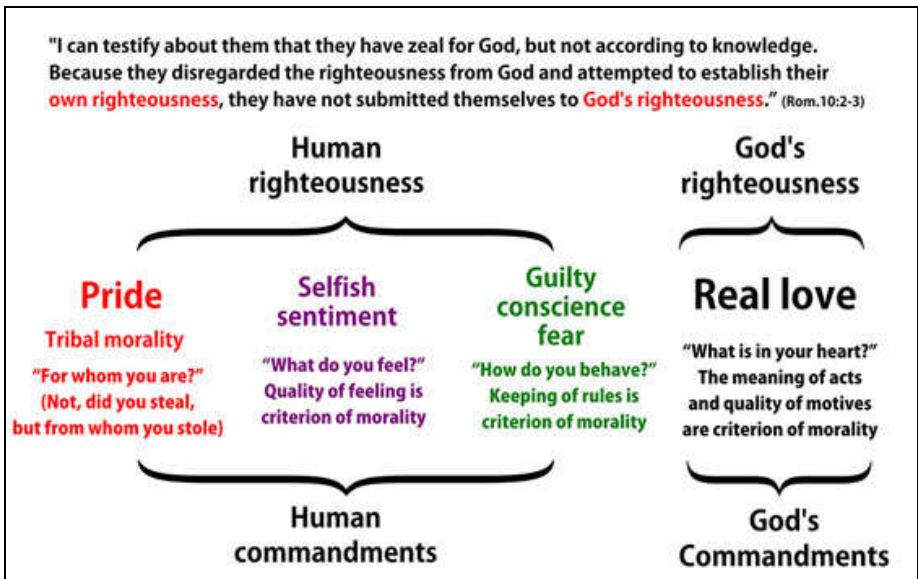 "I can testify about them that they have zeal for God, but not according to knowledge.
Because they disregarded the righteousness from God and attempted to establish their
own righteousness, they have not submitted themselves to God's righteousness.” (Rom.10:2-3)
Human
righteousness
God's
righteousness
Pride
Tribal morality
“For whom you are?”
(Not, did you steal,
but from whom you stole)
Selfish
sentiment
“What do you feel?”
Quality of feeling is
criterion of morality
Guilty
conscience
fear
“How do you behave?”
Keeping of rules is
criterion of morality
Real love
“What is in your heart?”
The meaning of acts
and quality of motives
are criterion of morality
Human
commandments
God's
Commandments